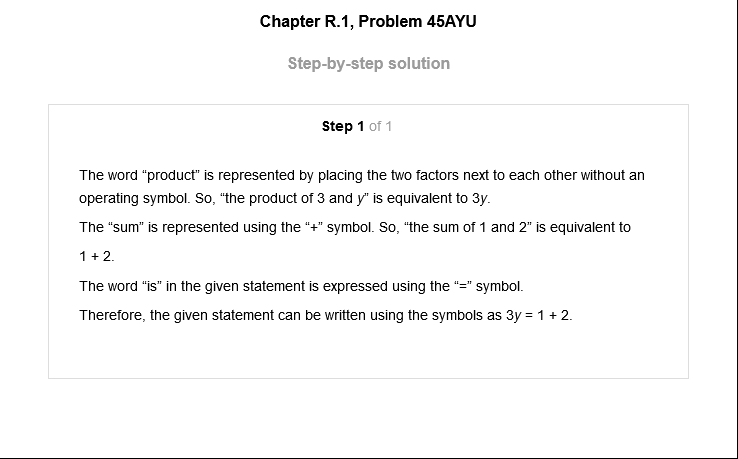 Chapter R.1, Problem 45AYU
Step-by-step solution
Step 1 of 1
The word “product” is represented by placing the two factors next to each other without an
operating symbol. So, “the product of 3 and y” is equivalent to 3y.
The “sum” is represented using the “+” symbol. So, “the sum of 1 and 2” is equivalent to
1 + 2.
The word “is” in the given statement is expressed using the “=” symbol.
Therefore, the given statement can be written using the symbols as 3y = 1 + 2.